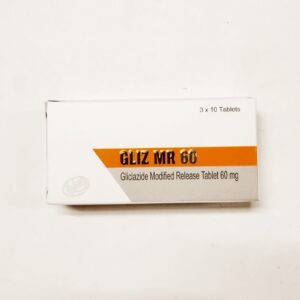 3 x 10 Tablets
GLIZ MR 60
Gliclazide Modified Release Tablet 60 mg